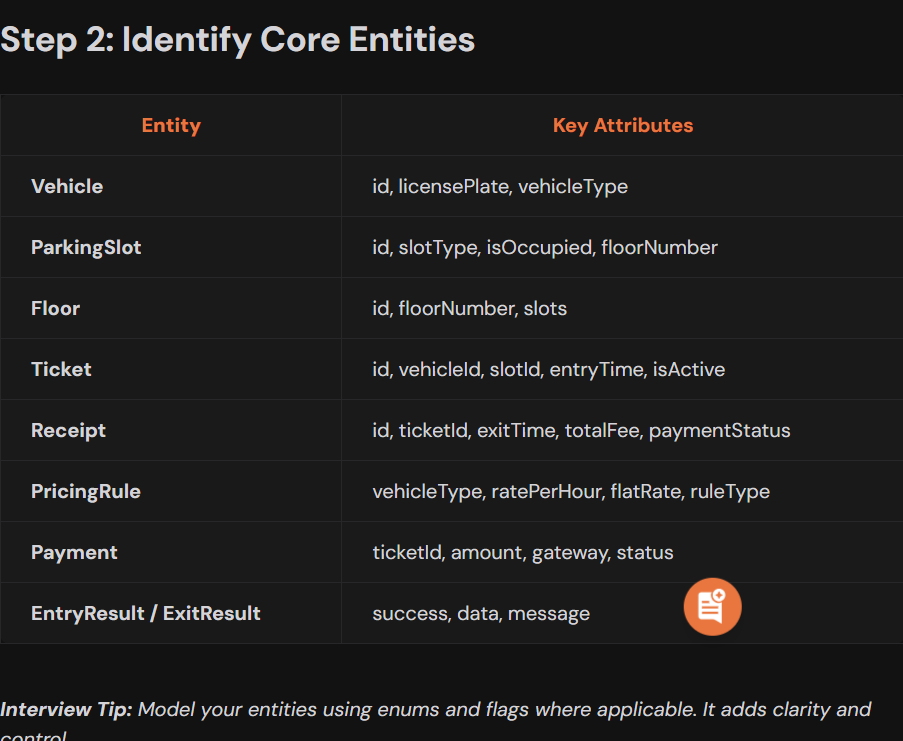 Step 2: Identify Core Entities
Entity Key Attributes
Vehicle id, licensePlate, vehicleType
ParkingSlot id, slotType, isOccupied, floorNumber
Floor id, floorNumber, slots
Ticket id, vehicleId, slotId, entryTime, isActive
Receipt id, ticketId, exitTime, totalFee, paymentStatus
PricingRule vehicleType, ratePerHour, flatRate, ruleType
Payment ticketId, amount, gateway, status
EntryResult / ExitResult success, data, message
Interview Tip: Model your entities using enums and flags where applicable. It adds clarity and
control.